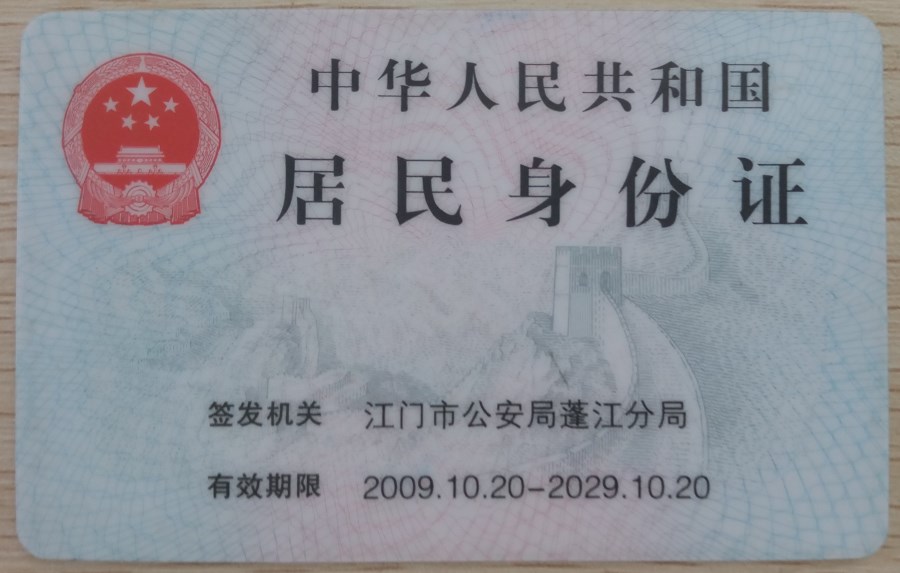 中华人民共和国
居民身份证
签发机关 江门市公安局蓬江分局
有效期限 2009.10.20-2029.10.20